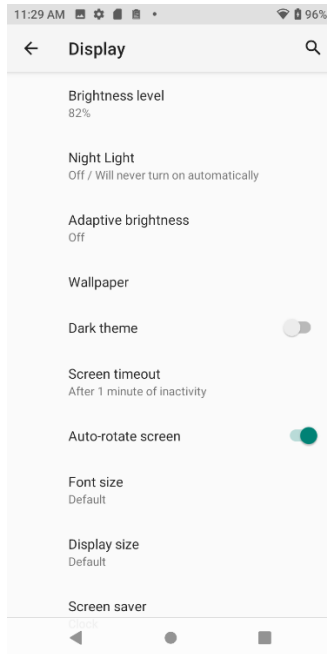 11:29 AM 96%
Display
Brightness level
82%
Night Light
Off / Will never turn on automatically
Adaptive brightness
Off
Wallpaper
Dark theme
Screen timeout
After 1 minute of inactivity
Auto-rotate screen
Font size
Default
Display size
Default
Screen saver
Clock